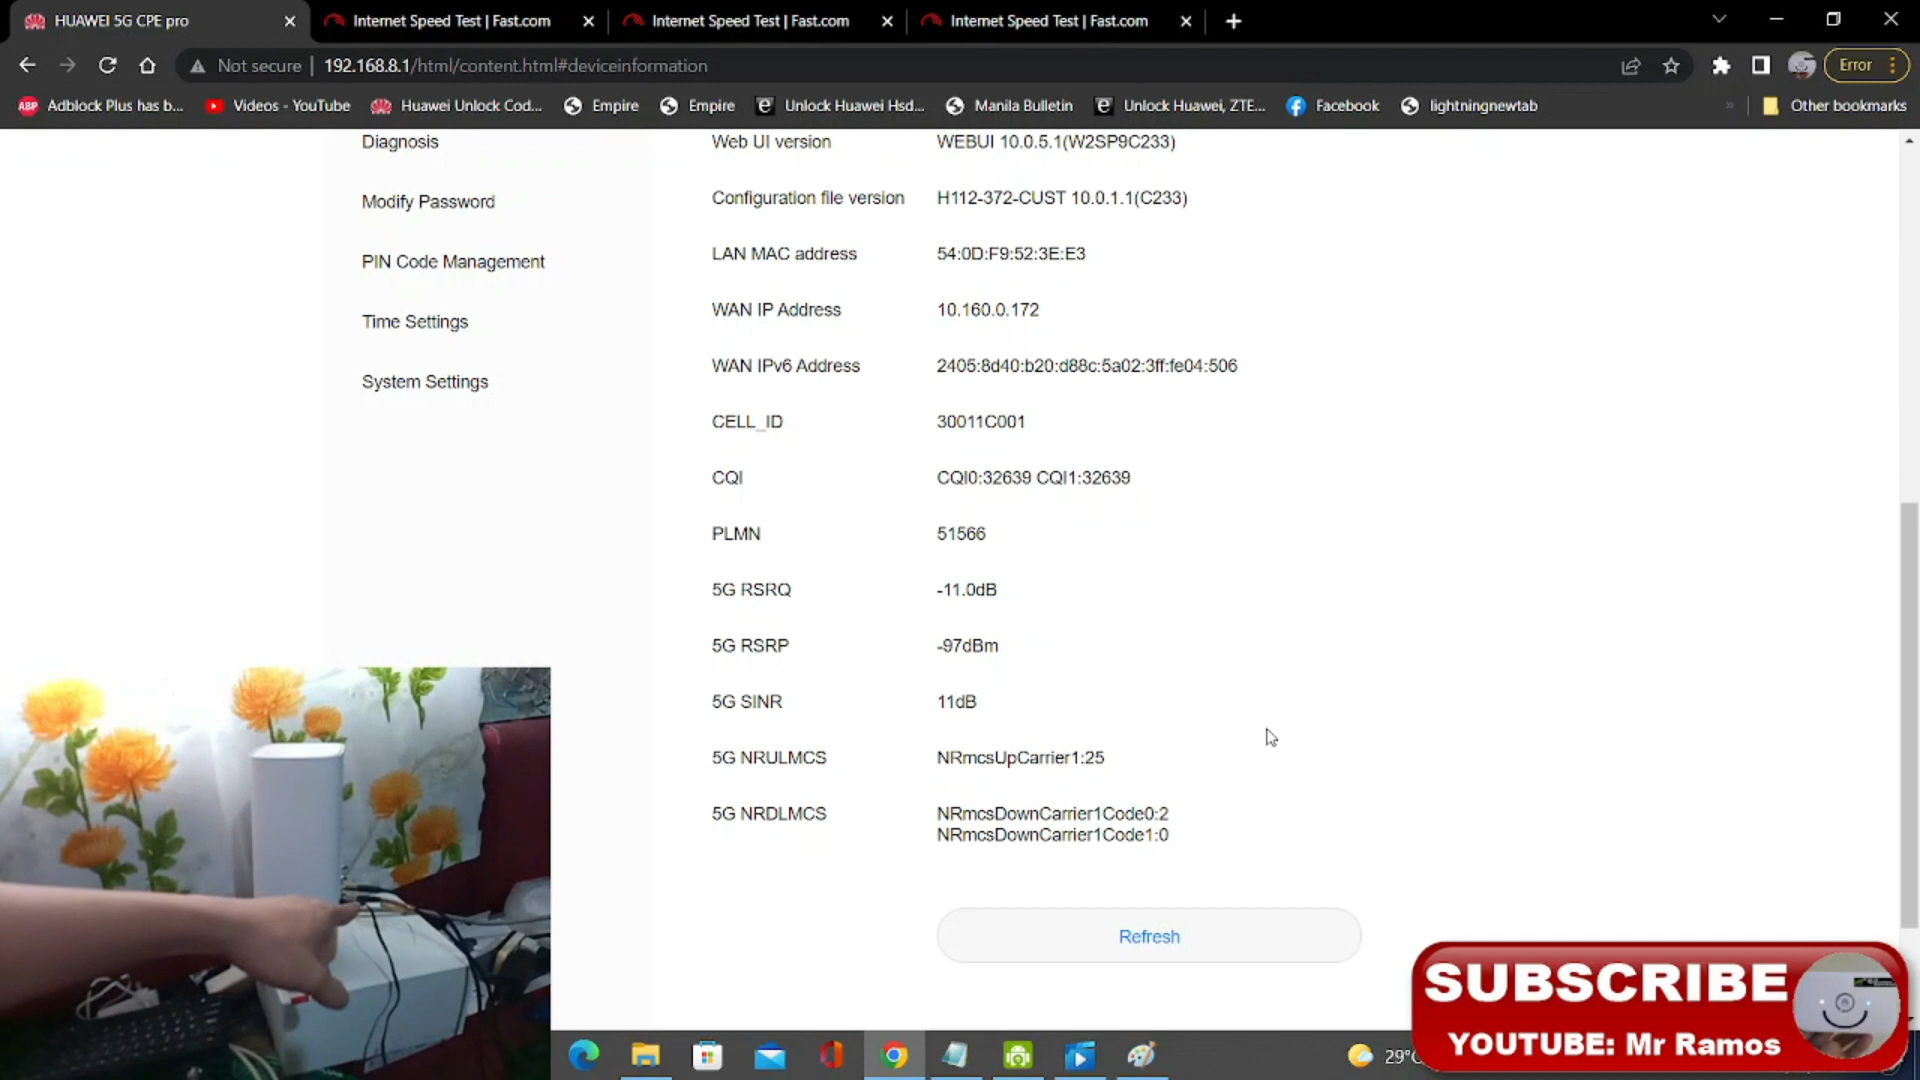 HUAWEI 5G CPE pro
Internet Speed Test | Fast.com
Internet Speed Test | Fast.com
Internet Speed Test | Fast.com
Not secure | 192.168.8.1/html/content.html#deviceinformation
Error
ABP Adblock Plus has b...
Videos - YouTube
Huawei Unlock Cod...
Empire
Empire
Unlock Huawei Hsd...
Manila Bulletin
Unlock Huawei, ZTE...
Facebook
lightningnewtab
»
Other bookmarks
Diagnosis
Modify Password
PIN Code Management
Time Settings
System Settings
Web UI version WEBUI 10.0.5.1(W2SP9C233)
Configuration file version H112-372-CUST 10.0.1.1(C233)
LAN MAC address 54:0D:F9:52:3E:E3
WAN IP Address 10.160.0.172
WAN IPv6 Address 2405:8d40:b20:d88c:5a02:3ff:fe04:506
CELL_ID 30011C001
CQI CQI0:32639 CQI1:32639
PLMN 51566
5G RSRQ -11.0dB
5G RSRP -97dBm
5G SINR 11dB
5G NRULMCS NRmcsUpCarrier1:25
5G NRDLMCS NRmcsDownCarrier1Code0:2
NRmcsDownCarrier1Code1:0
Refresh
SUBSCRIBE
YOUTUBE: Mr Ramos
29°C